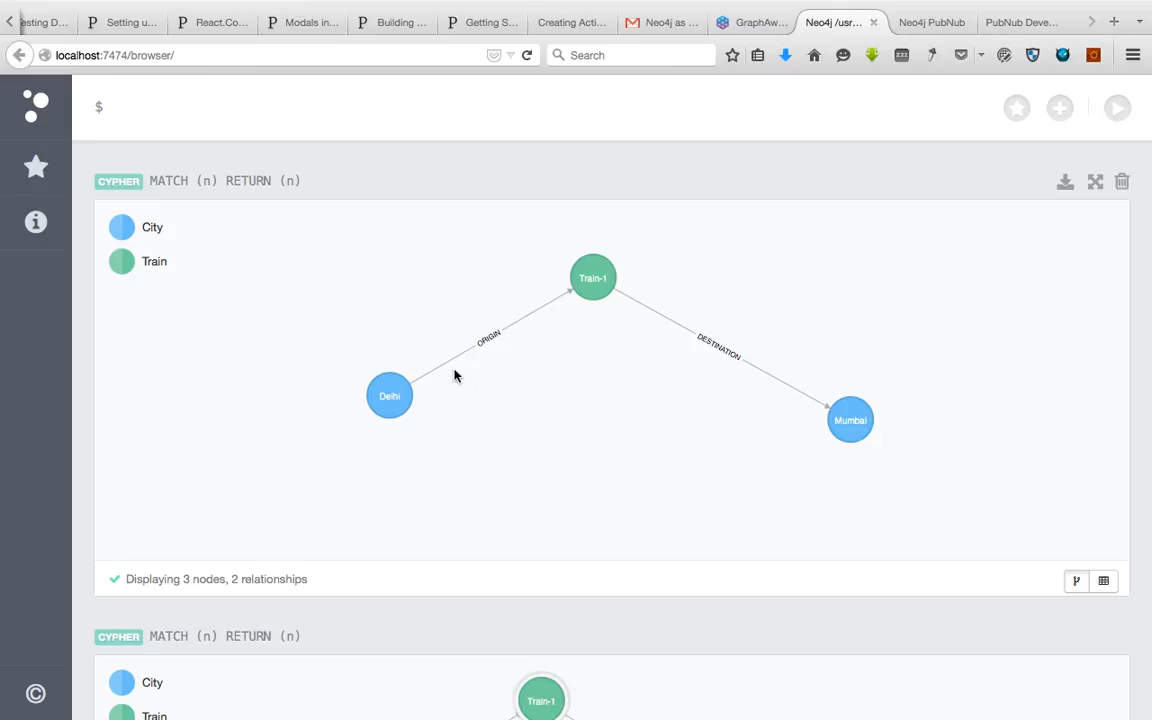 esting D...
Setting u...
React.Co...
Modals in...
Building ...
Getting S...
Creating Acti...
Neo4j as ...
GraphAw...
Neo4j /usr...
Neo4j PubNub
PubNub Deve...
localhost:7474/browser/
Search
zzz
$
CYPHER MATCH (n) RETURN (n)
City
Train
Train-1
ORIGIN
DESTINATION
Delhi
Mumbai
Displaying 3 nodes, 2 relationships
CYPHER MATCH (n) RETURN (n)
City
Train-1
Train